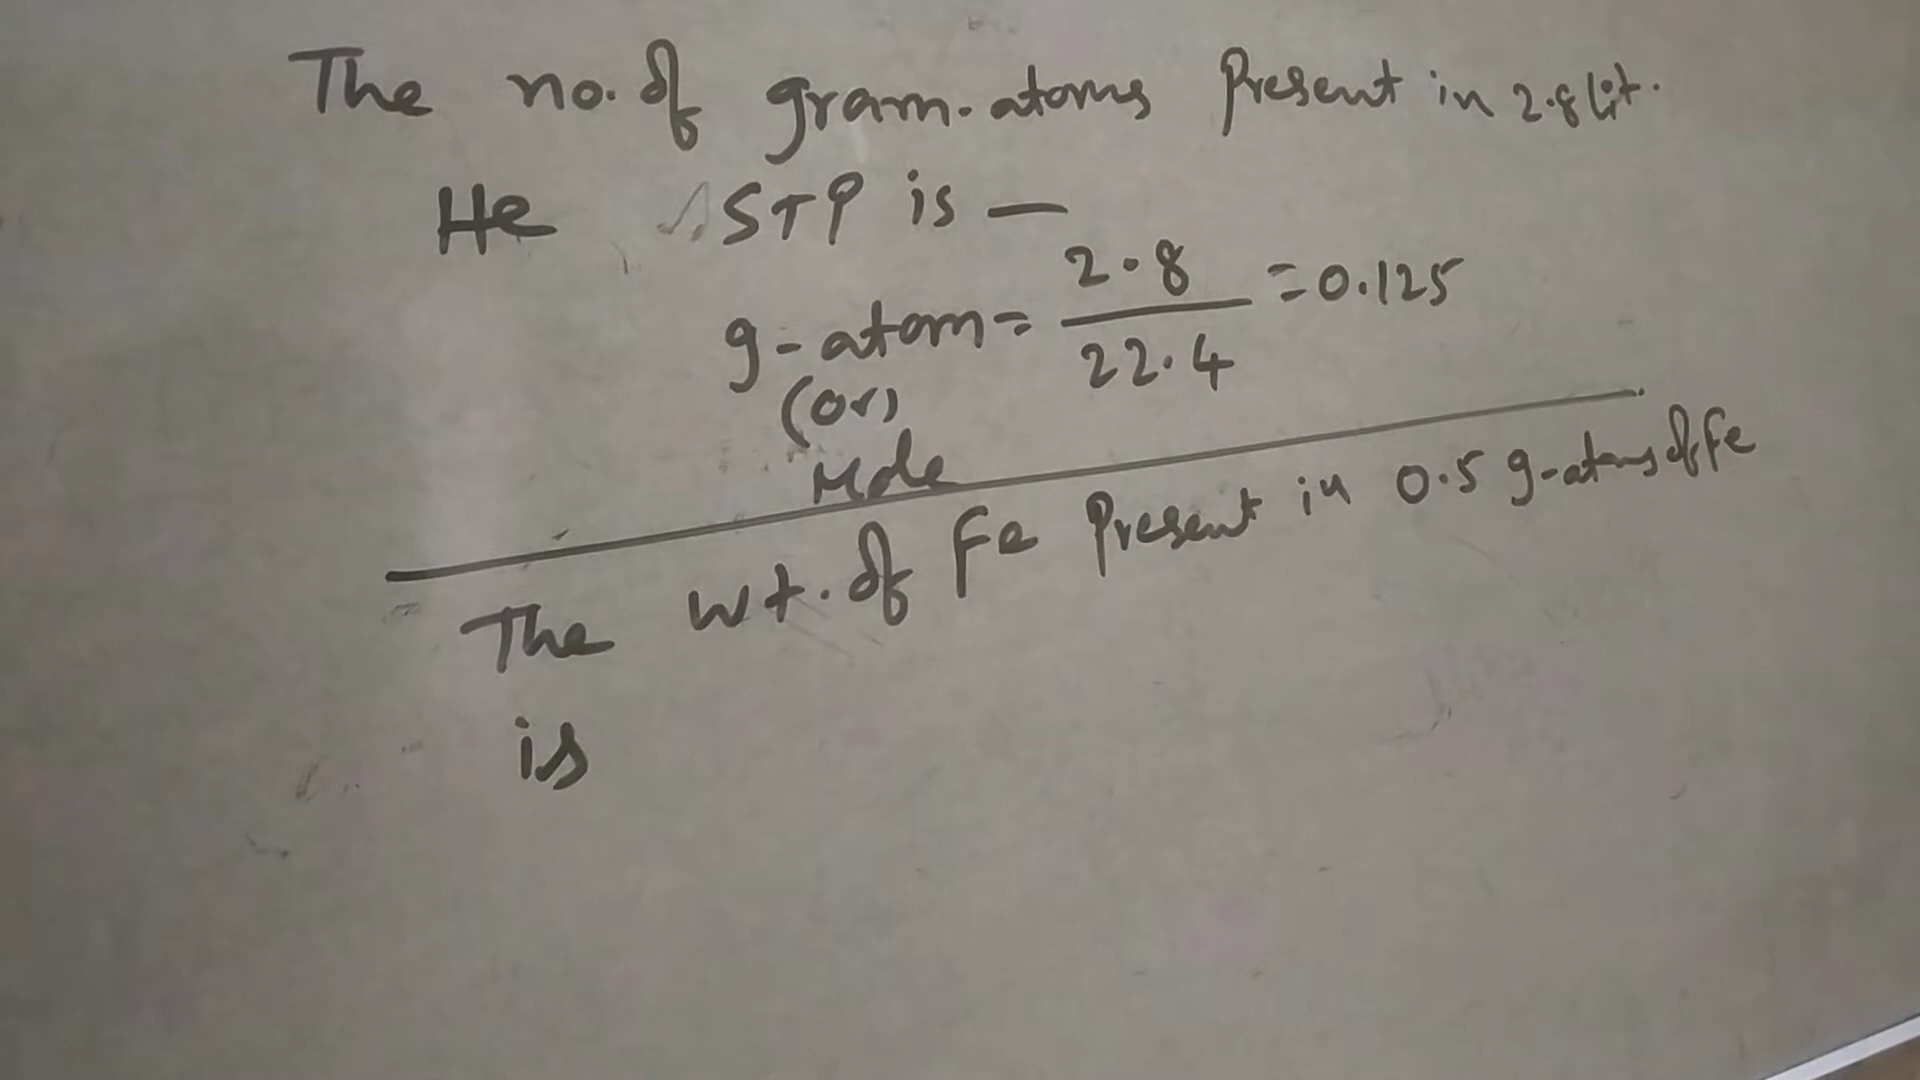 The no. of gram-atoms Present in 2.8 lit.
He STP is —
g-atom = 2.8 / 22.4 = 0.125
(or)
Mole
The wt. of Fe Present in 0.5 g-atoms of Fe
is